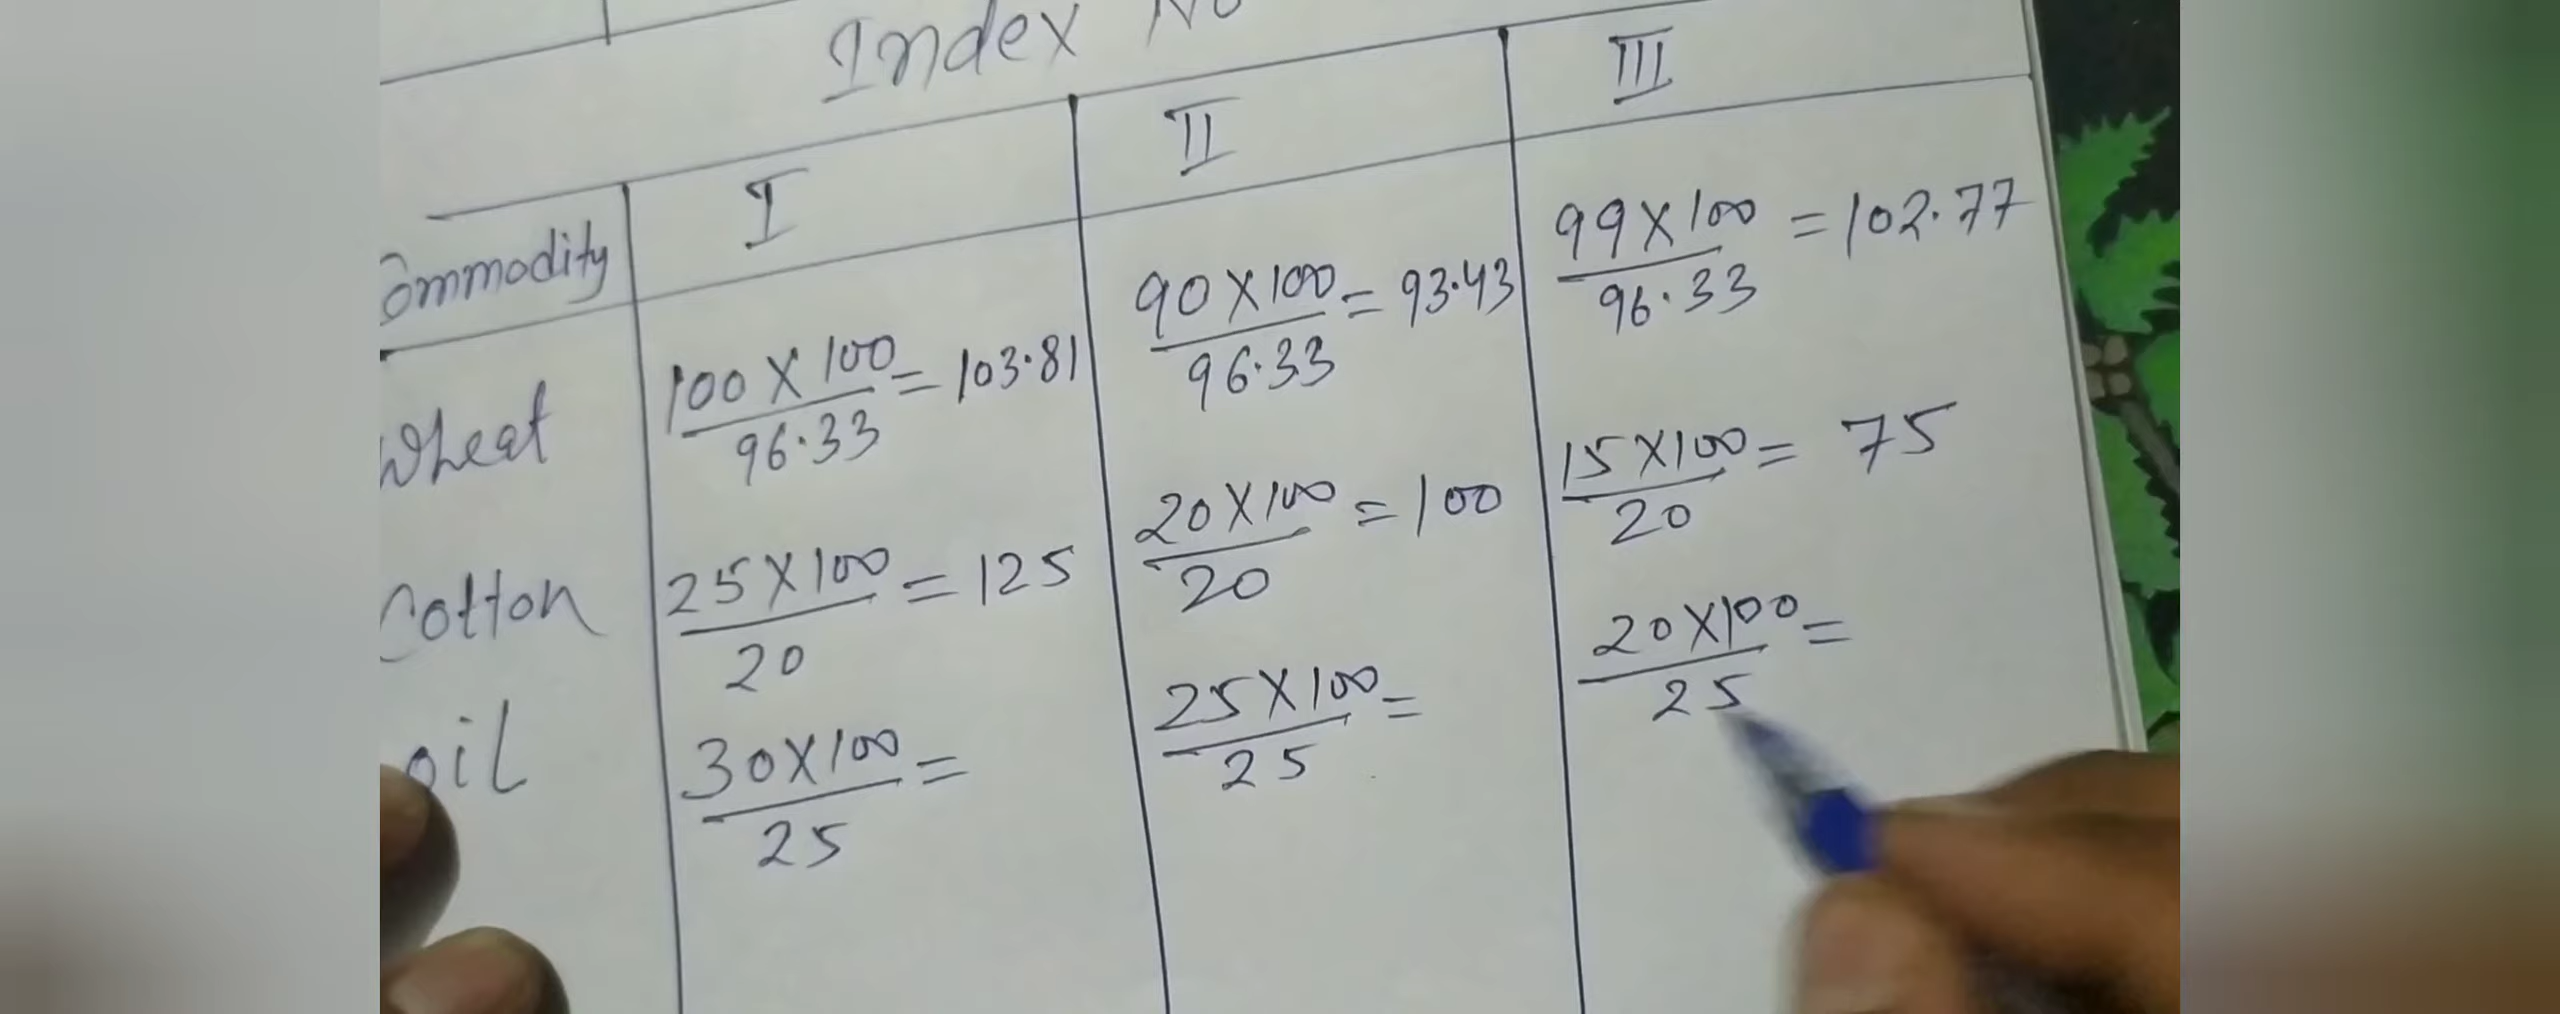 Index No
ommodity I II III
Wheat 100 X 100 / 96.33 = 103.81 90 X 100 / 96.33 = 93.43 99 X 100 / 96.33 = 102.77
Cotton 25 X 100 / 20 = 125 20 X 100 / 20 = 100 15 X 100 / 20 = 75
oil 30 X 100 / 25 = 25 X 100 / 25 = 20 X 100 / 25 =